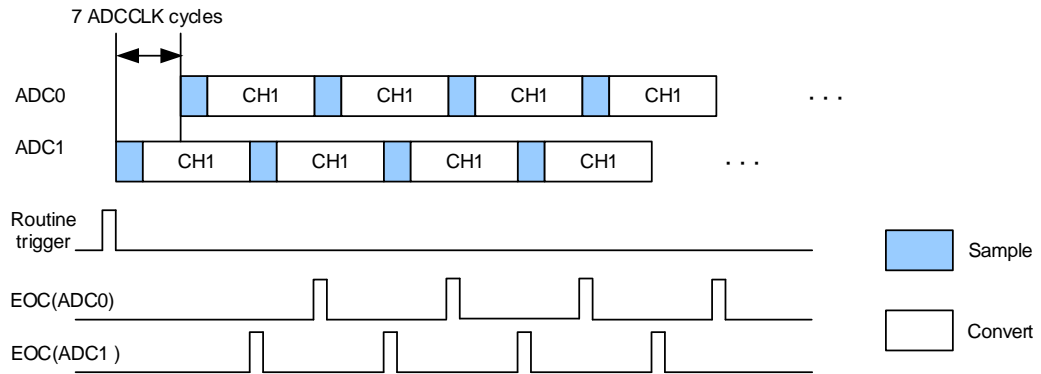 7 ADCCLK cycles
ADC0
CH1 CH1 CH1 CH1
. . .
ADC1
CH1 CH1 CH1 CH1
. . .
Routine
trigger
Sample
EOC(ADC0)
Convert
EOC(ADC1 )